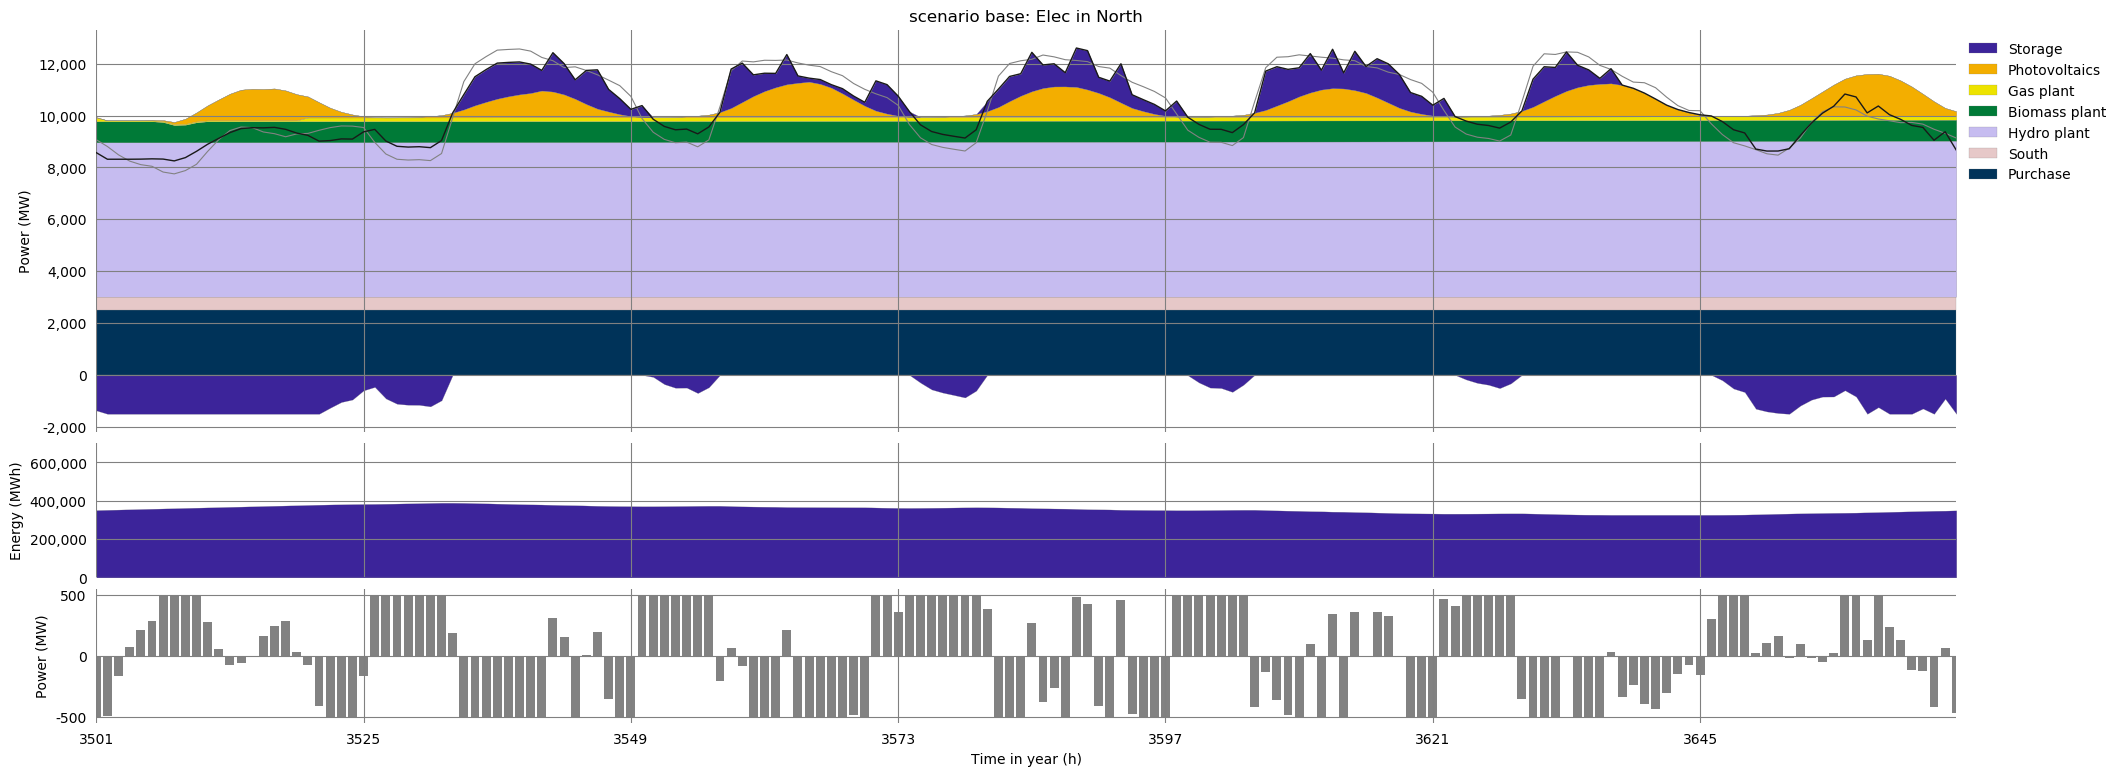 scenario base: Elec in North
Power (MW)
12,000
10,000
8,000
6,000
4,000
2,000
0
-2,000
Storage
Photovoltaics
Gas plant
Biomass plant
Hydro plant
South
Purchase
Energy (MWh)
600,000
400,000
200,000
0
Power (MW)
500
0
-500
3501 3525 3549 3573 3597 3621 3645
Time in year (h)